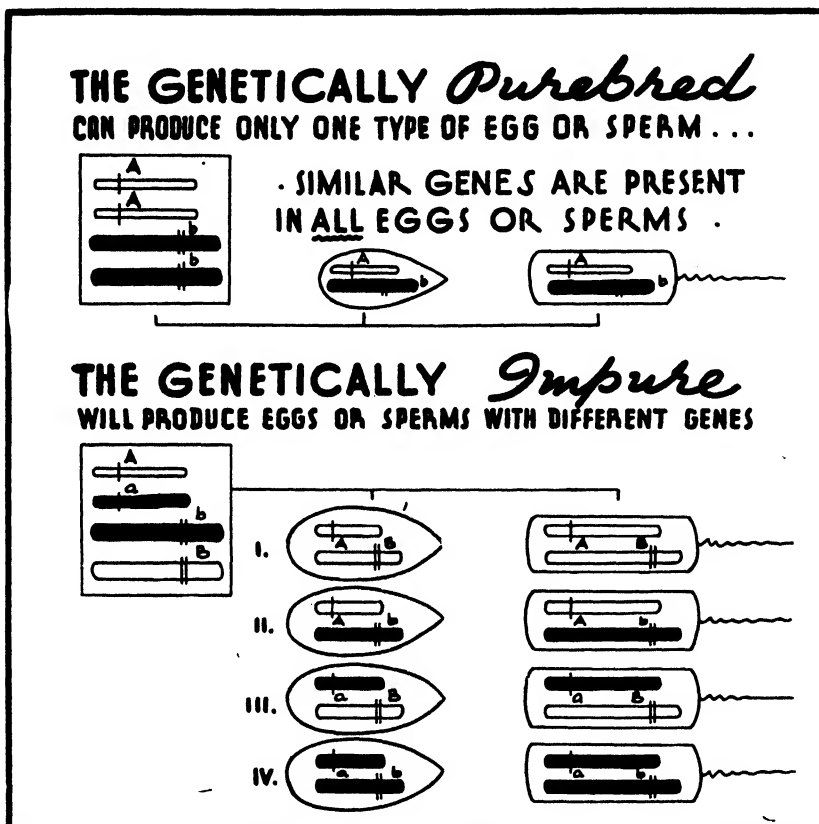 THE GENETICALLY Purebred
CAN PRODUCE ONLY ONE TYPE OF EGG OR SPERM...
A
A
b
b
· SIMILAR GENES ARE PRESENT
IN ALL EGGS OR SPERMS ·
A
b
A
b
THE GENETICALLY Impure
WILL PRODUCE EGGS OR SPERMS WITH DIFFERENT GENES
A
a
b
B
I.
A B
A B
II.
A b
A b
III.
a B
a B
IV.
a b
a b